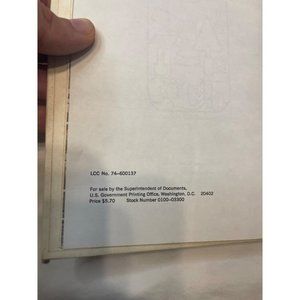 LCC No. 74-600137
For sale by the Superintendent of Documents,
U.S. Government Printing Office, Washington, D.C. 20402
Price $5.70 Stock Number 0100-03300